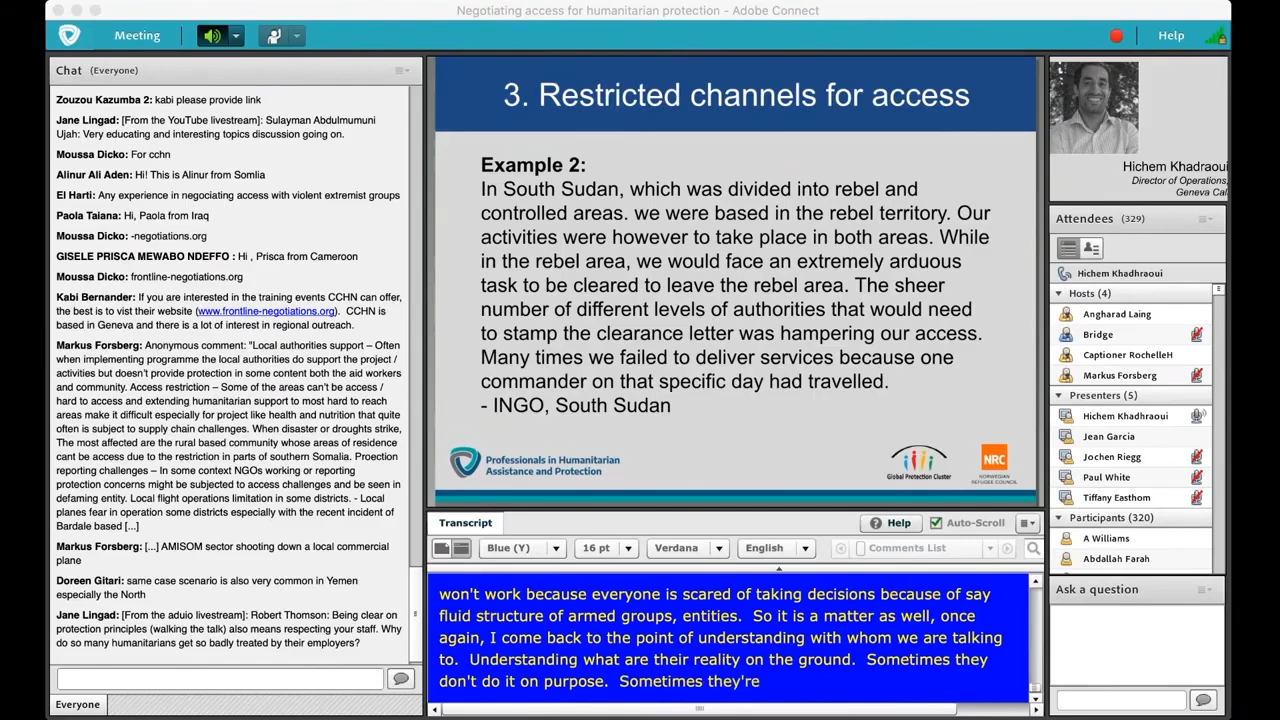 Negotiating access for humanitarian protection - Adobe Connect
Meeting
Help
Chat (Everyone)
Zouzou Kazumba 2: kabi please provide link
Jane Lingad: [From the YouTube livestream]: Sulayman Abdulmumuni
Ujah: Very educating and interesting topics discussion going on.
Moussa Dicko: For cchn
Alinur Ali Aden: Hi! This is Alinur from Somlia
El Harti: Any experience in negotiating access with violent extremist groups
Paola Taiana: Hi, Paola from Iraq
Moussa Dicko: -negotiations.org
GISELE PRISCA MEWABO NDEFFO : Hi , Prisca from Cameroon
Moussa Dicko: frontline-negotiations.org
Kabi Bernander: If you are interested in the training events CCHN can offer,
the best is to vist their website (www.frontline-negotiations.org). CCHN is
based in Geneva and there is a lot of interest in regional outreach.
Markus Forsberg: Anonymous comment: "Local authorities support – Often
when implementing programme the local authorities do support the project /
activities but doesn't provide protection in some content both the aid workers
and community. Access restriction – Some of the areas can't be access /
hard to access and extending humanitarian support to most hard to reach
areas make it difficult especially for project like health and nutrition that quite
often is subject to supply chain challenges. When disaster or droughts strike,
The most affected are the rural based community whose areas of residence
cant be access due to the restriction in parts of southern Somalia. Proection
reporting challenges – In some context NGOs working or reporting
protection concerns might be subjected to access challenges and be seen in
defaming entity. Local flight operations limitation in some districts. - Local
planes fear in operation some districts especially with the recent incident of
Bardale based [...]
Markus Forsberg: [...] AMISOM sector shooting down a local commercial
plane
Doreen Gitari: same case scenario is also very common in Yemen
especially the North
Jane Lingad: [From the aduio livestream]: Robert Thomson: Being clear on
protection principles (walking the talk) also means respecting your staff. Why
do so many humanitarians get so badly treated by their employers?
Everyone
3. Restricted channels for access
Example 2:
In South Sudan, which was divided into rebel and
controlled areas. we were based in the rebel territory. Our
activities were however to take place in both areas. While
in the rebel area, we would face an extremely arduous
task to be cleared to leave the rebel area. The sheer
number of different levels of authorities that would need
to stamp the clearance letter was hampering our access.
Many times we failed to deliver services because one
commander on that specific day had travelled.
- INGO, South Sudan
Professionals in Humanitarian
Assistance and Protection
Global Protection Cluster
NRC
NORWEGIAN
REFUGEE COUNCIL
Transcript
Help
Auto-Scroll
Blue (Y)
16 pt
Verdana
English
Comments List
won't work because everyone is scared of taking decisions because of say
fluid structure of armed groups, entities. So it is a matter as well, once
again, I come back to the point of understanding with whom we are talking
to. Understanding what are their reality on the ground. Sometimes they
don't do it on purpose. Sometimes they're
Hichem Khadraoui
Director of Operations,
Geneva Cal
Attendees (329)
Hichem Khadhraoui
Hosts (4)
Angharad Laing
Bridge
Captioner RochelleH
Markus Forsberg
Presenters (5)
Hichem Khadhraoui
Jean Garcia
Jochen Riegg
Paul White
Tiffany Easthom
Participants (320)
A Williams
Abdallah Farah
Ask a question